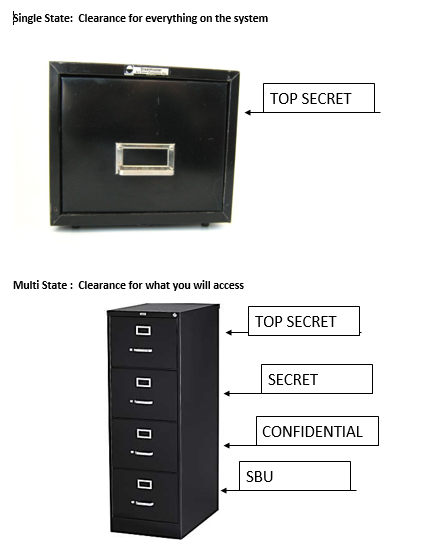 Single State:  Clearance for everything on the system
TOP SECRET
Multi State :  Clearance for what you will access
TOP SECRET
SECRET
CONFIDENTIAL
SBU